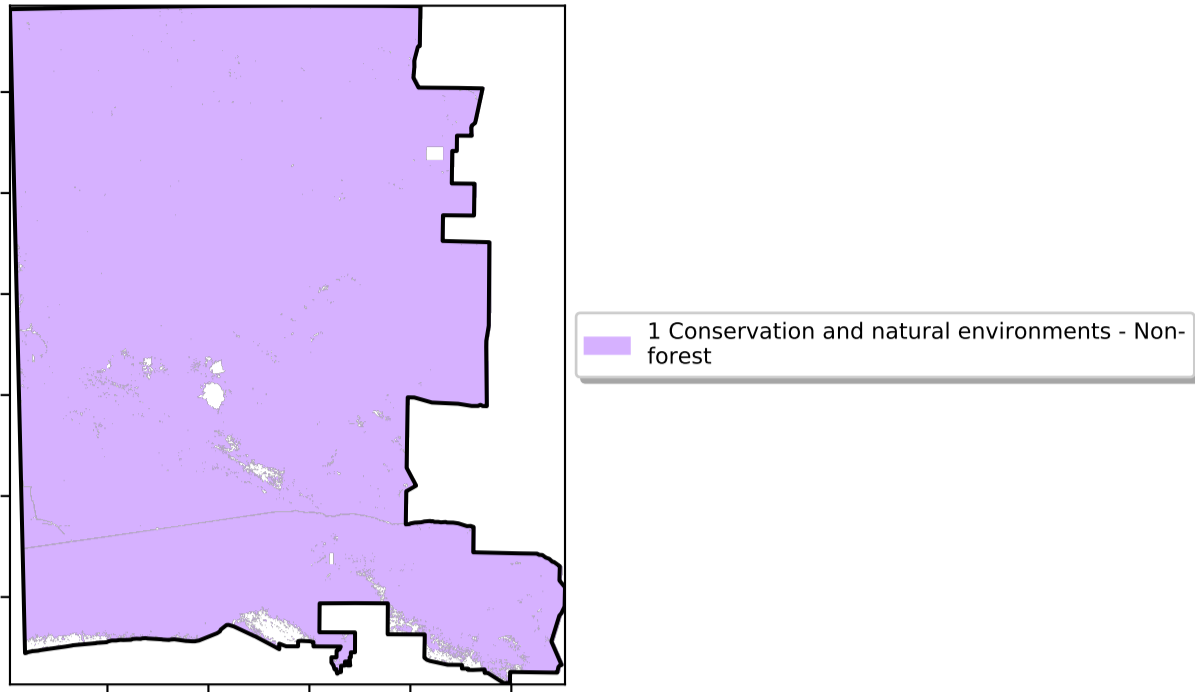 1 Conservation and natural environments - Non-
forest